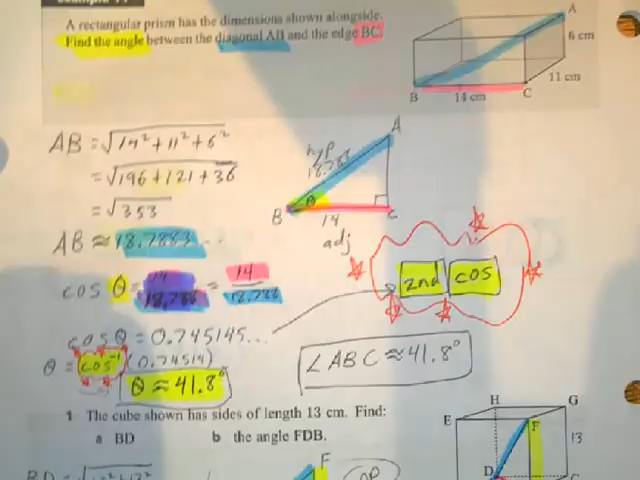 A rectangular prism has the dimensions shown alongside.
Find the angle between the diagonal AB and the edge BC.
A
6 cm
11 cm
B
14 cm
C
AB = √14² + 11² + 6²
= √196 + 121 + 36
= √353
AB ≈ 18.7883...
A
hyp
18.788
B
θ
14
C
adj
cos θ = 14/18.788 = 14/18.788
2nd cos
cos θ = 0.745145...
θ = cos⁻¹(0.74514)
θ ≈ 41.8°
∠ABC ≈ 41.8°
1 The cube shown has sides of length 13 cm. Find:
a BD
b the angle FDB.
H
G
E
F
13
D
F